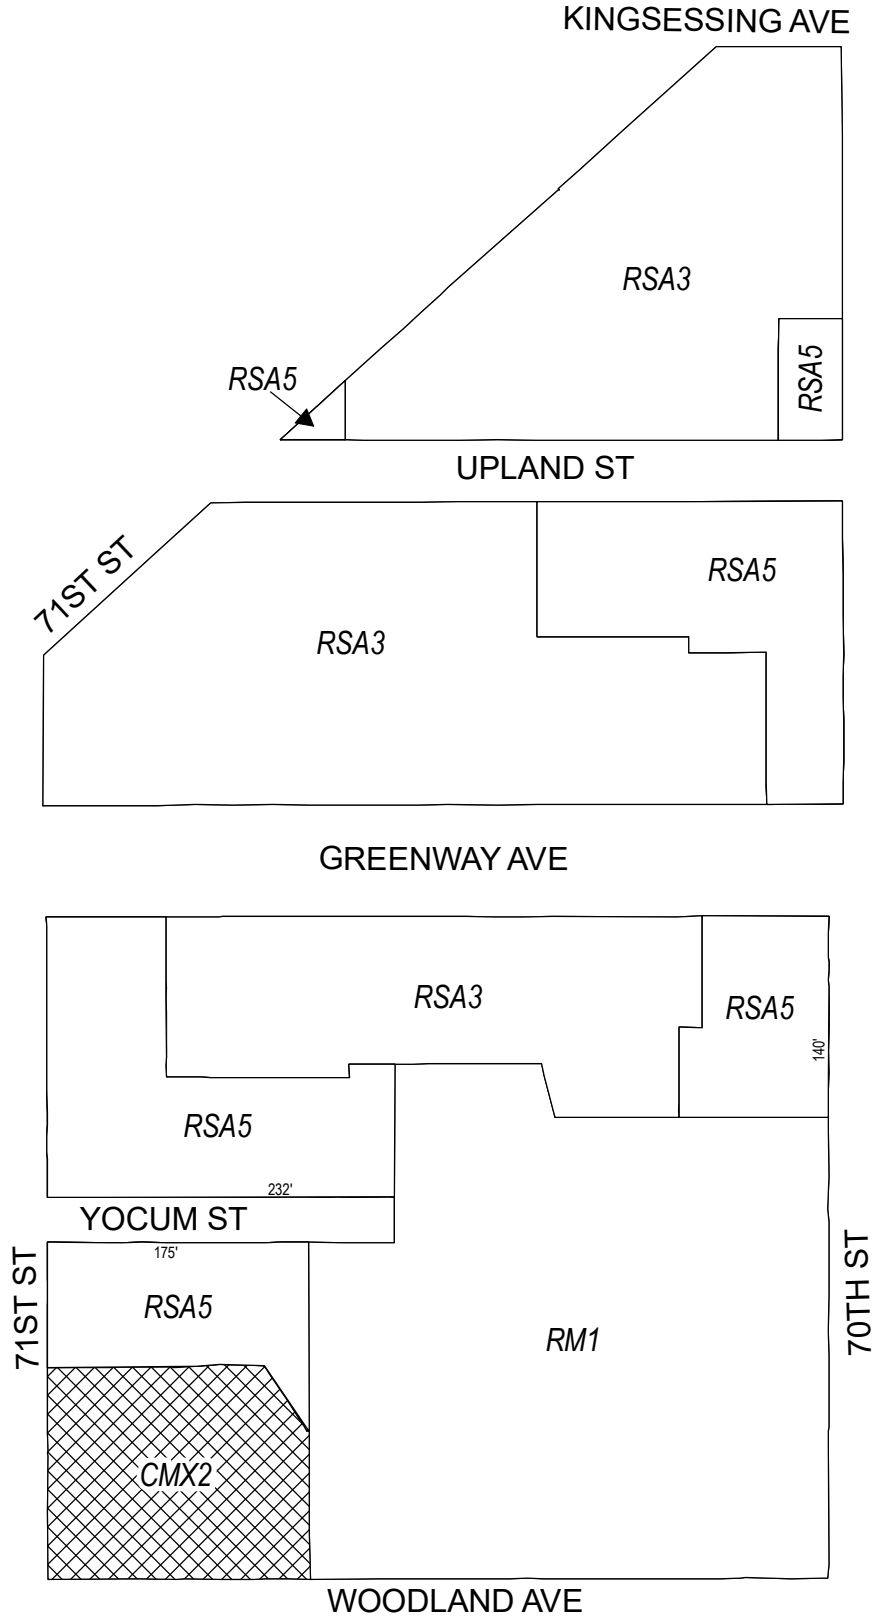 KINGSESSING AVE
RSA3
RSA5
RSA5
UPLAND ST
71ST ST
RSA5
RSA3
GREENWAY AVE
RSA3
RSA5
140'
RSA5
232'
YOCUM ST
175'
71ST ST
RSA5
RM1
70TH ST
CMX2
WOODLAND AVE